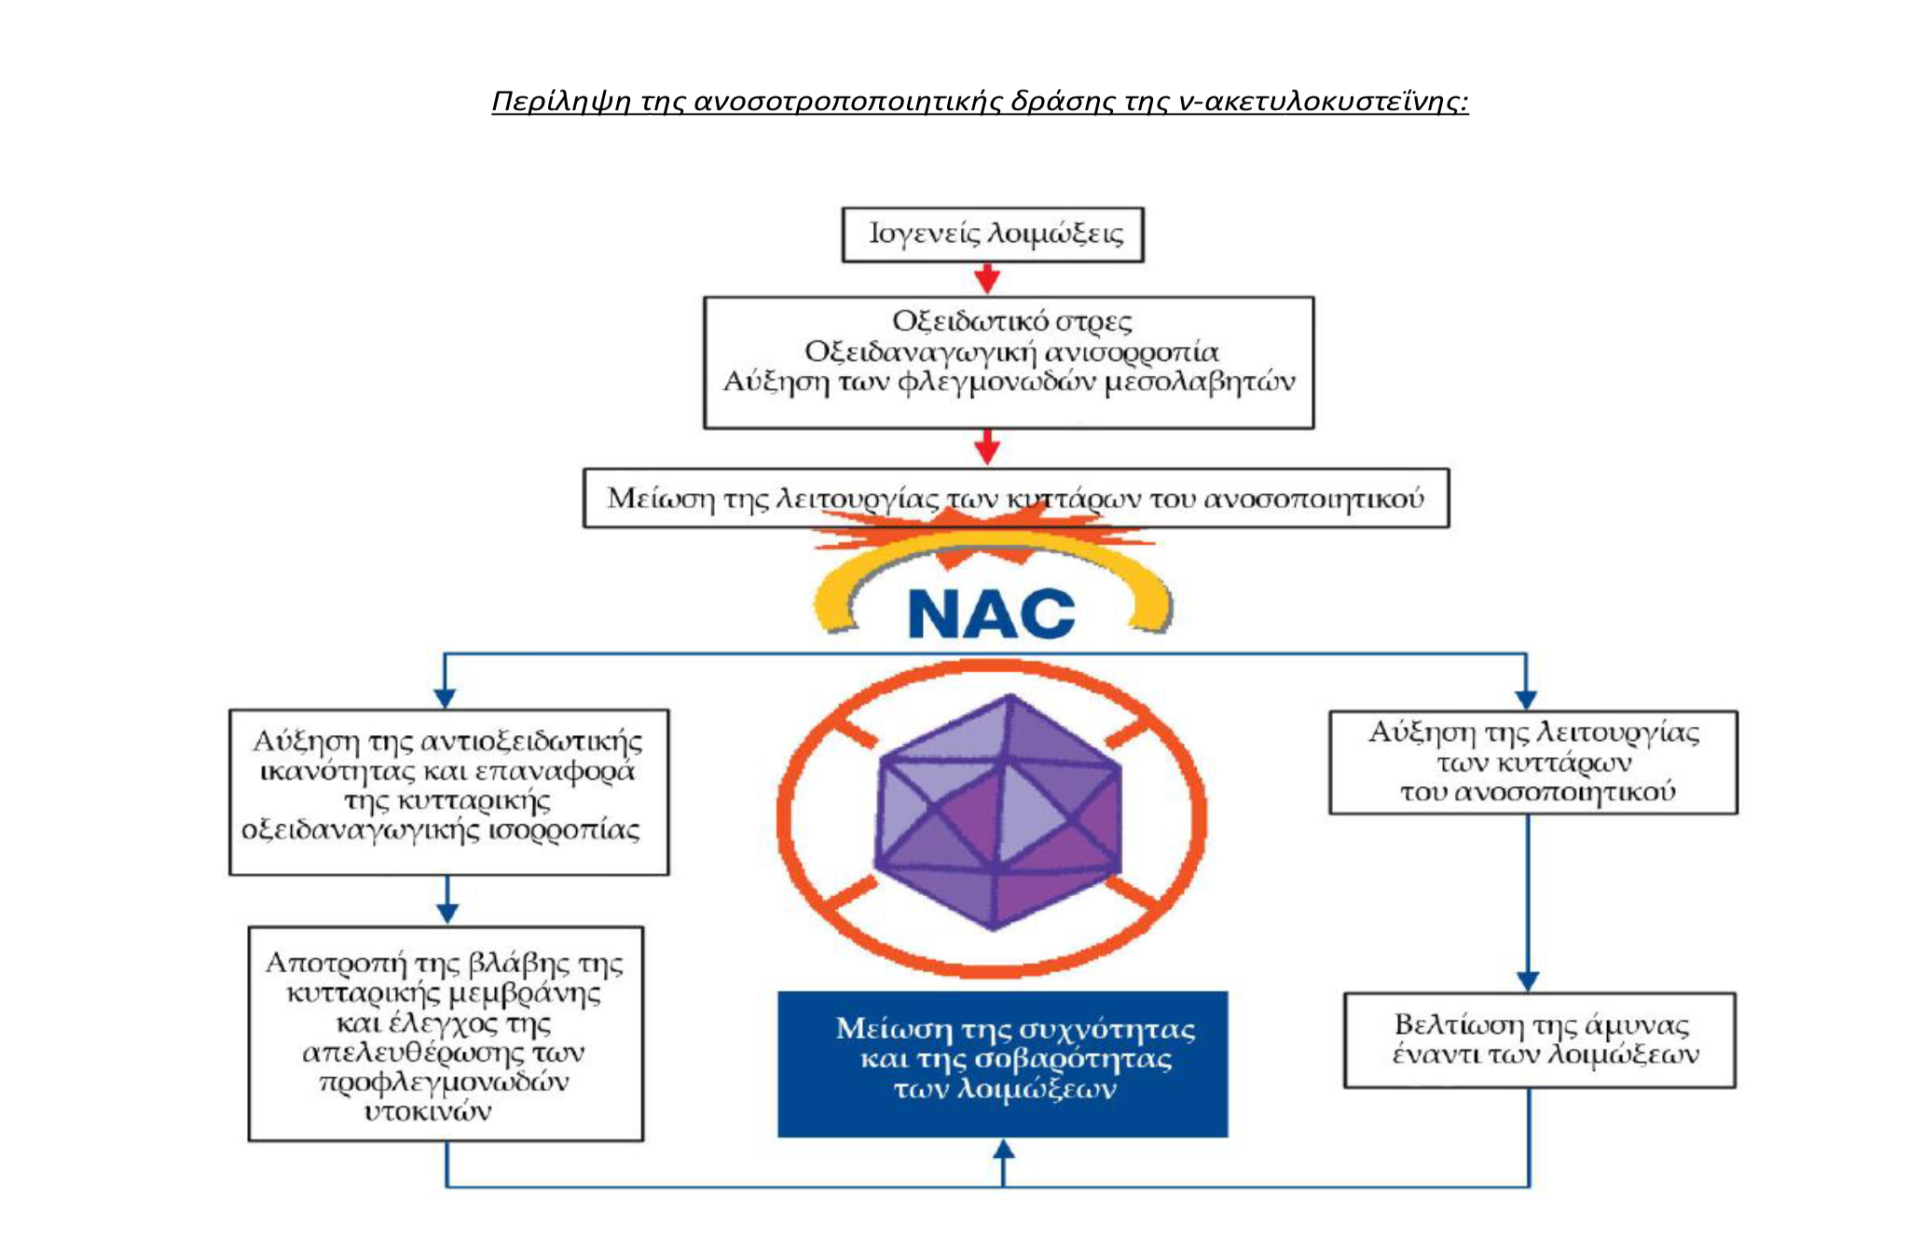 Περίληψη της ανοσοτροποποιητικής δράσης της ν-ακετυλοκυστεΐνης:
Ιογενείς λοιμώξεις
Οξειδωτικό στρες
Οξειδαναγωγική ανισορροπία
Αύξηση των φλεγμονωδών μεσολαβητών
Μείωση της λειτουργίας των κυττάρων του ανοσοποιητικού
NAC
Αύξηση της αντιοξειδωτικής
ικανότητας και επαναφορά
της κυτταρικής
οξειδαναγωγικής ισορροπίας
Αποτροπή της βλάβης της
κυτταρικής μεμβράνης
και έλεγχος της
απελευθέρωσης των
προφλεγμονωδών
υτοκινών
Μείωση της συχνότητας
και της σοβαρότητας
των λοιμώξεων
Αύξηση της λειτουργίας
των κυττάρων
του ανοσοποιητικού
Βελτίωση της άμυνας
έναντι των λοιμώξεων